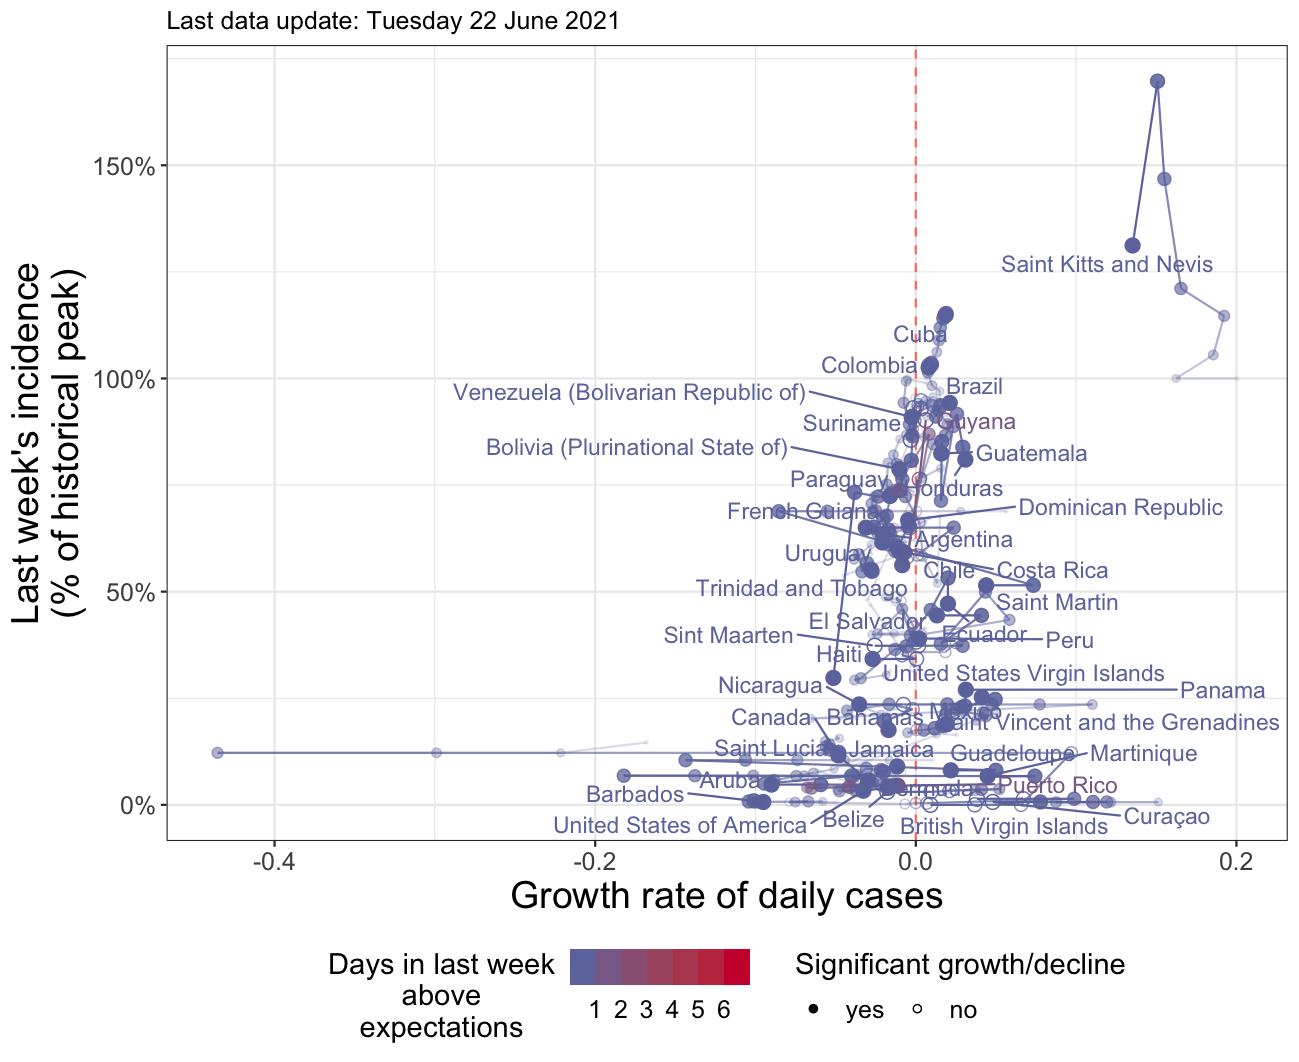 Last data update: Tuesday 22 June 2021
Last week's incidence
(% of historical peak)
150%
100%
50%
0%
Saint Kitts and Nevis
Cuba
Colombia
Brazil
Venezuela (Bolivarian Republic of)
Suriname
Guyana
Bolivia (Plurinational State of)
Guatemala
Paraguay
Honduras
French Guiana
Dominican Republic
Argentina
Uruguay
Chile
Costa Rica
Trinidad and Tobago
Saint Martin
El Salvador
Sint Maarten
Ecuador
Peru
Haiti
United States Virgin Islands
Nicaragua
Panama
Canada
Bahamas
Mexico
Saint Vincent and the Grenadines
Saint Lucia
Jamaica
Guadeloupe
Martinique
Aruba
Bermuda
Puerto Rico
Barbados
United States of America
Belize
British Virgin Islands
Curaçao
-0.4
-0.2
0.0
0.2
Growth rate of daily cases
Days in last week
above
expectations
1 2 3 4 5 6
Significant growth/decline
yes
no